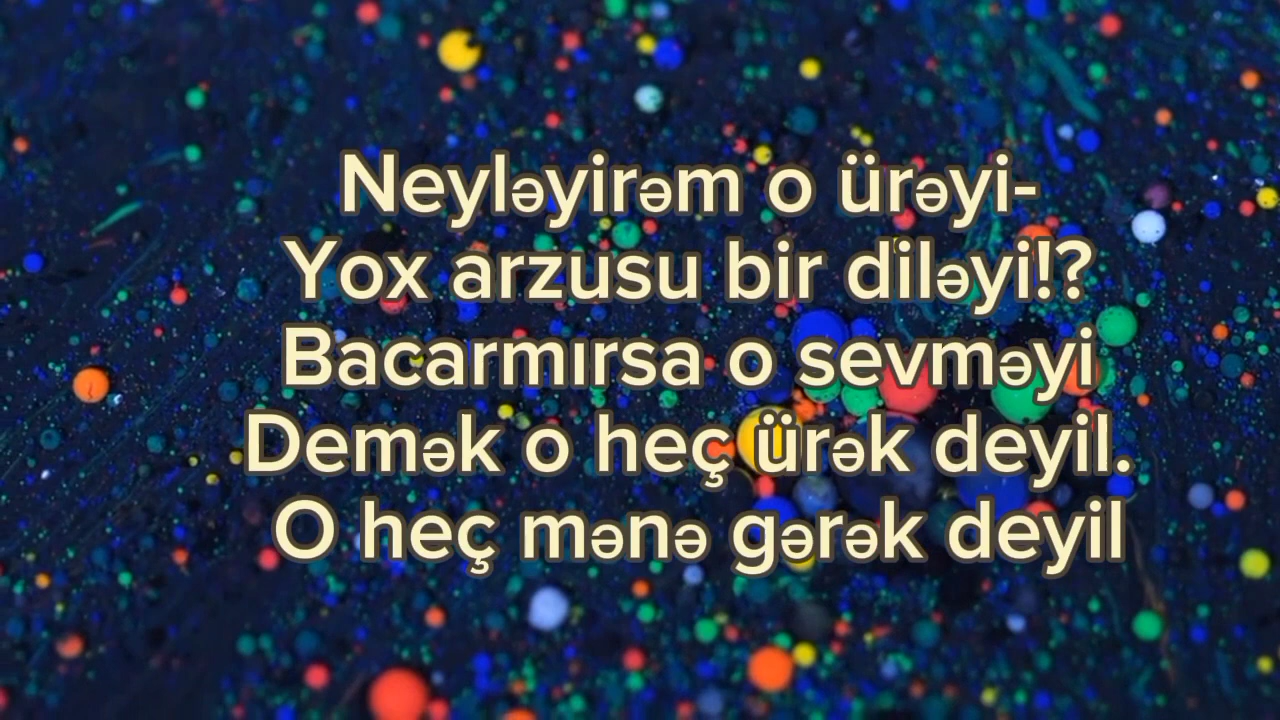 Neyləyirəm o ürəyi-
Yox arzusu bir diləyi!?
Bacarmırsa o sevməyi
Demək o heç ürək deyil.
O heç mənə gərək deyil